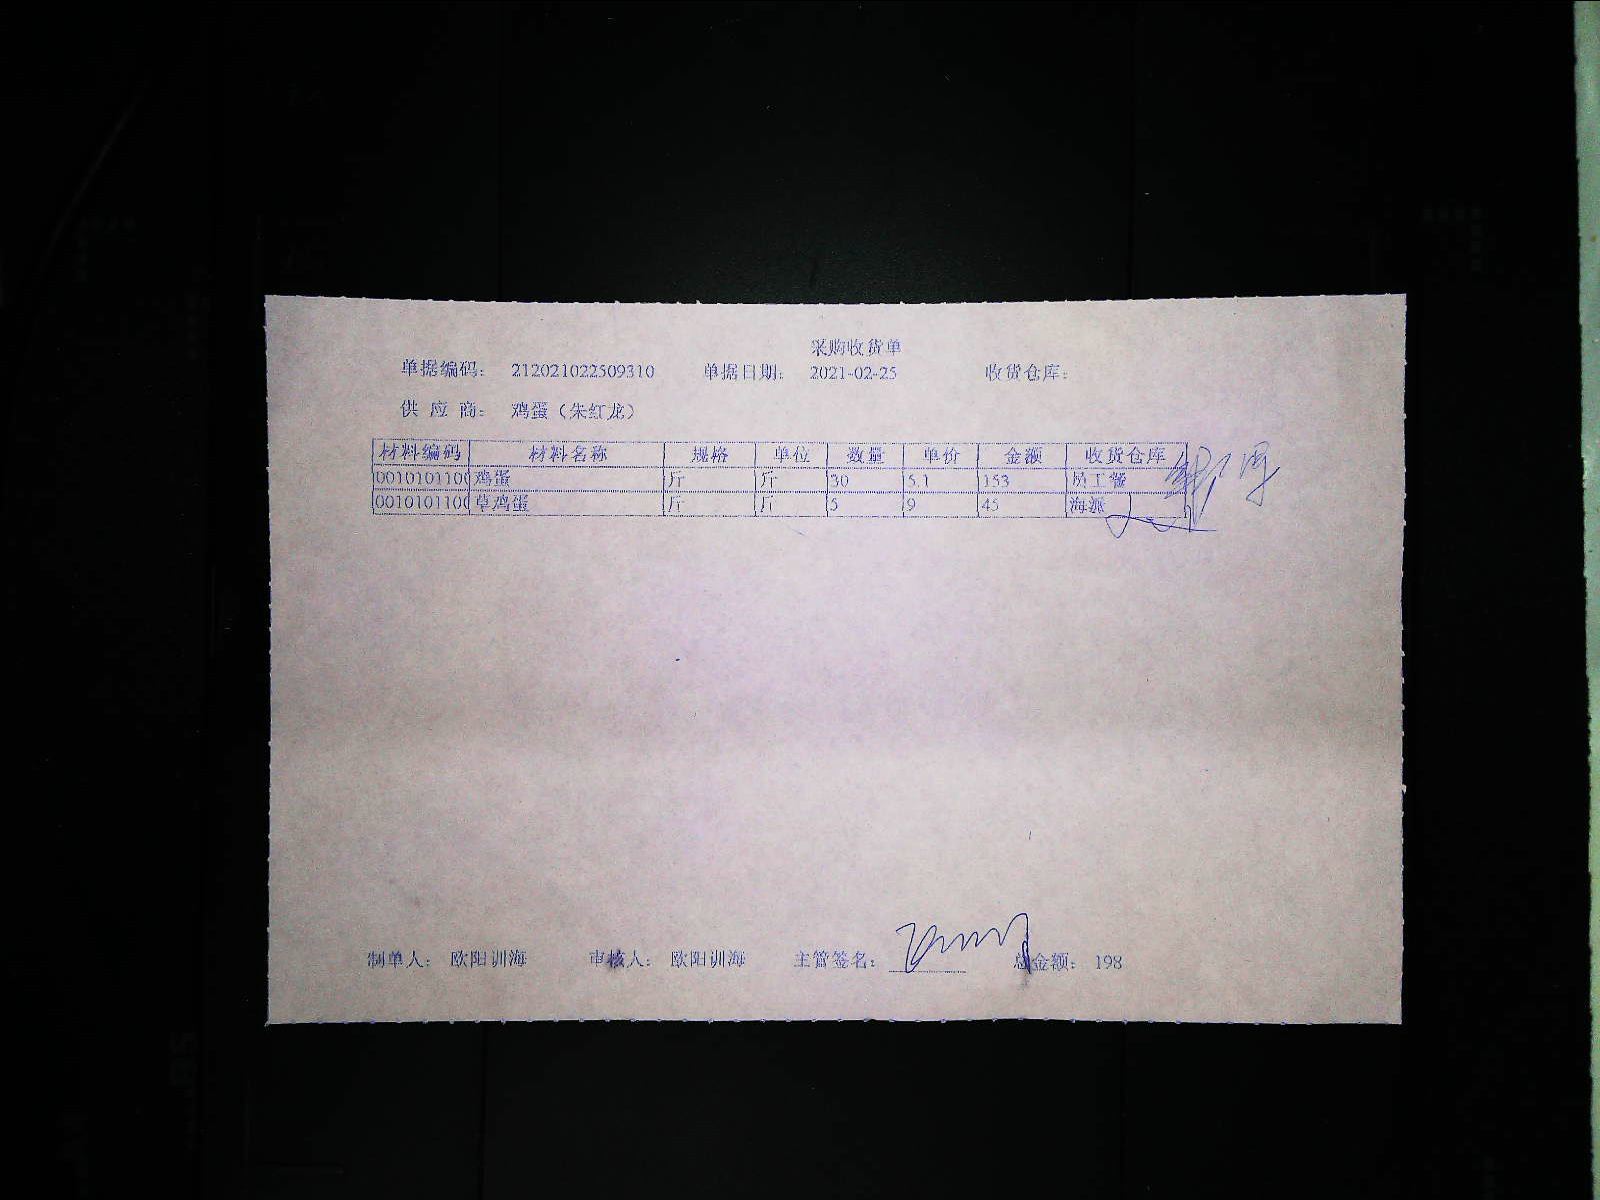 采购收货单
单据编码: 212021022509310 单据日期: 2021-02-25 收货仓库:
供 应 商: 鸡蛋（朱红龙）
材料编码 材料名称 规格 单位 数量 单价 金额 收货仓库
0010101100 鸡蛋 斤 斤 30 5.1 153 员工餐
0010101100 草鸡蛋 斤 斤 5 9 45 海派
制单人: 欧阳训海 审核人: 欧阳训海 主管签名: 总金额: 198